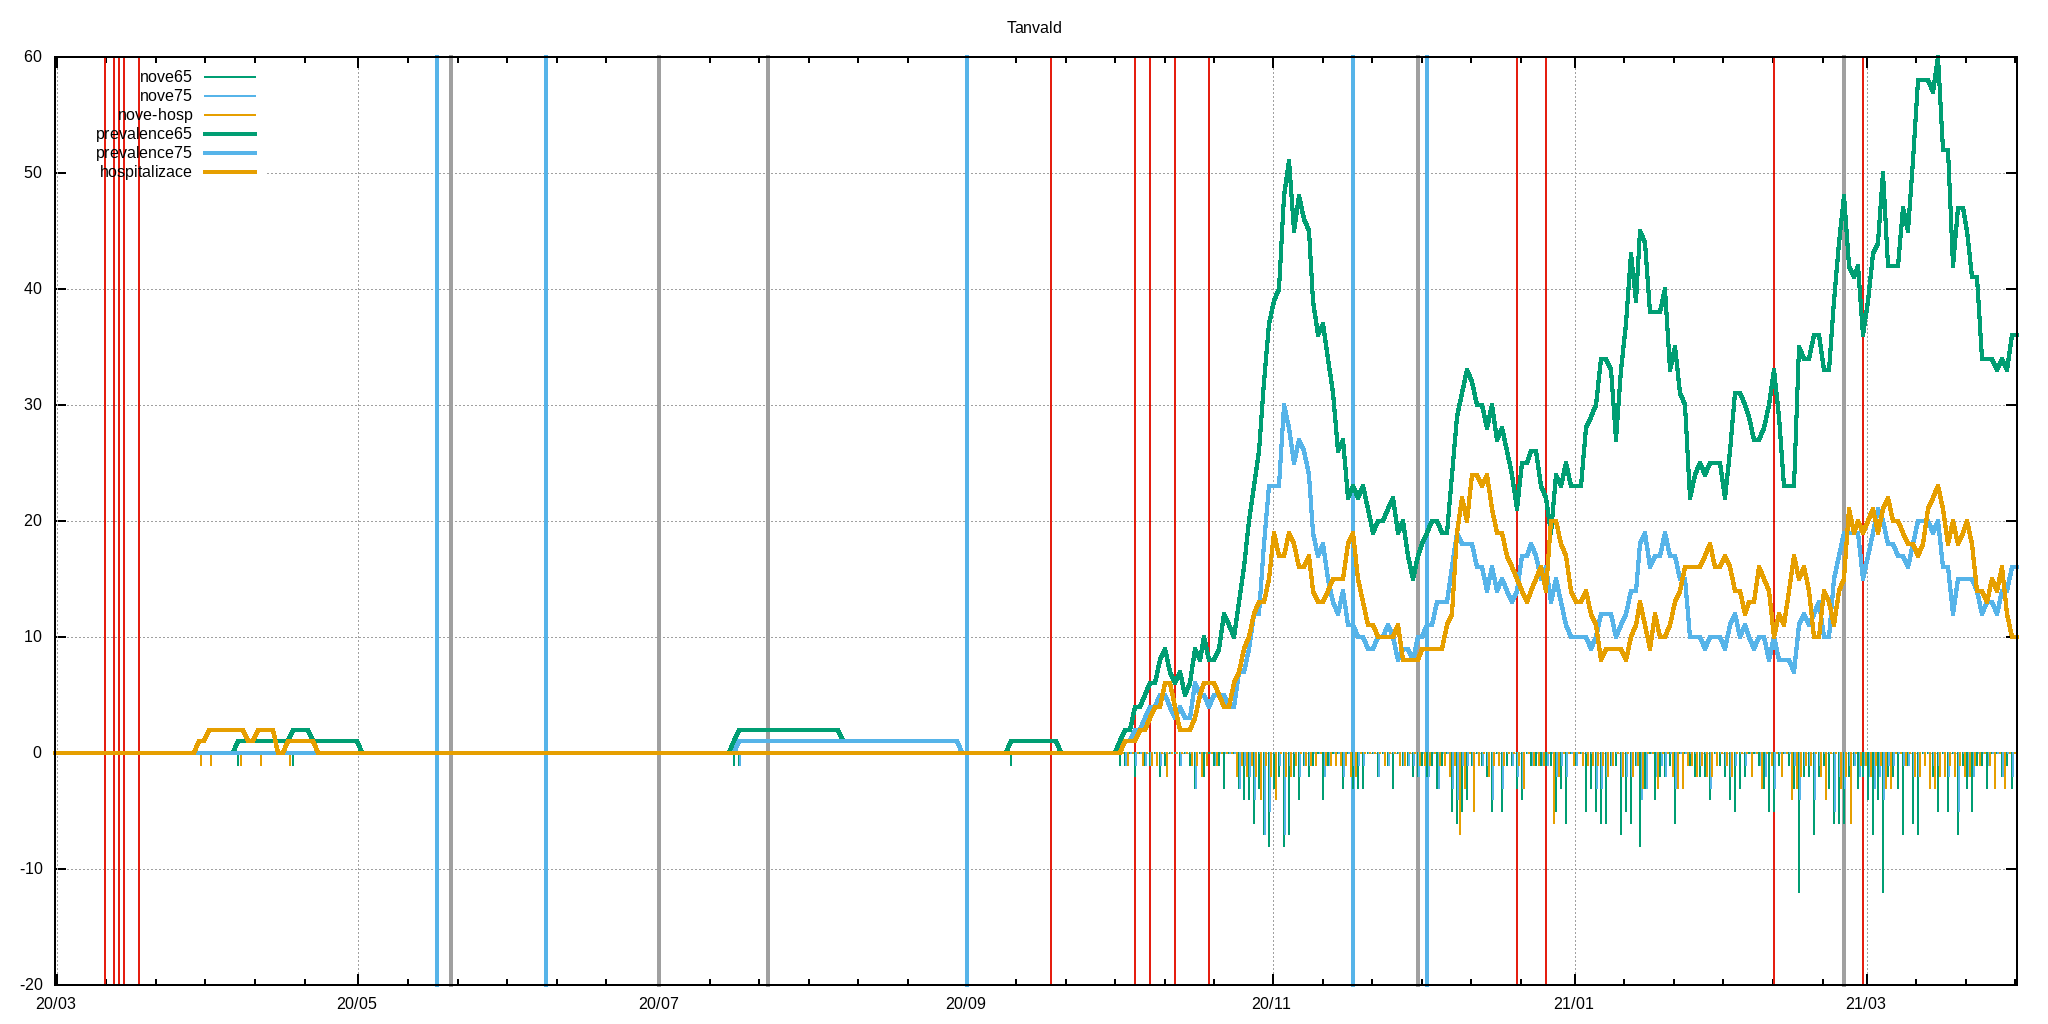 Tanvald
60
50
40
30
20
10
0
-10
-20
nove65
nove75
nove-hosp
prevalence65
prevalence75
hospitalizace
20/03 20/05 20/07 20/09 20/11 21/01 21/03